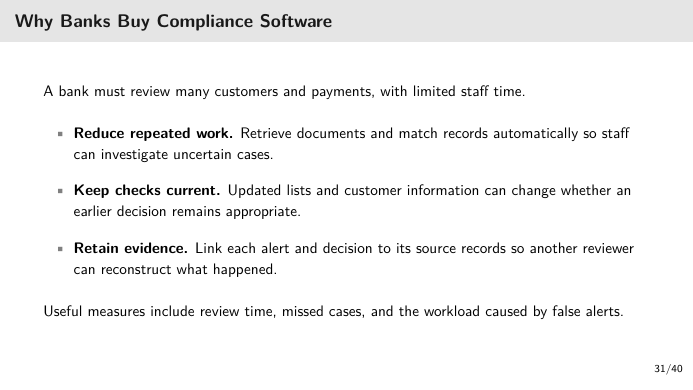 Why Banks Buy Compliance Software
A bank must review many customers and payments, with limited staff time.
Reduce repeated work. Retrieve documents and match records automatically so staff
can investigate uncertain cases.
Keep checks current. Updated lists and customer information can change whether an
earlier decision remains appropriate.
Retain evidence. Link each alert and decision to its source records so another reviewer
can reconstruct what happened.
Useful measures include review time, missed cases, and the workload caused by false alerts.
31/40